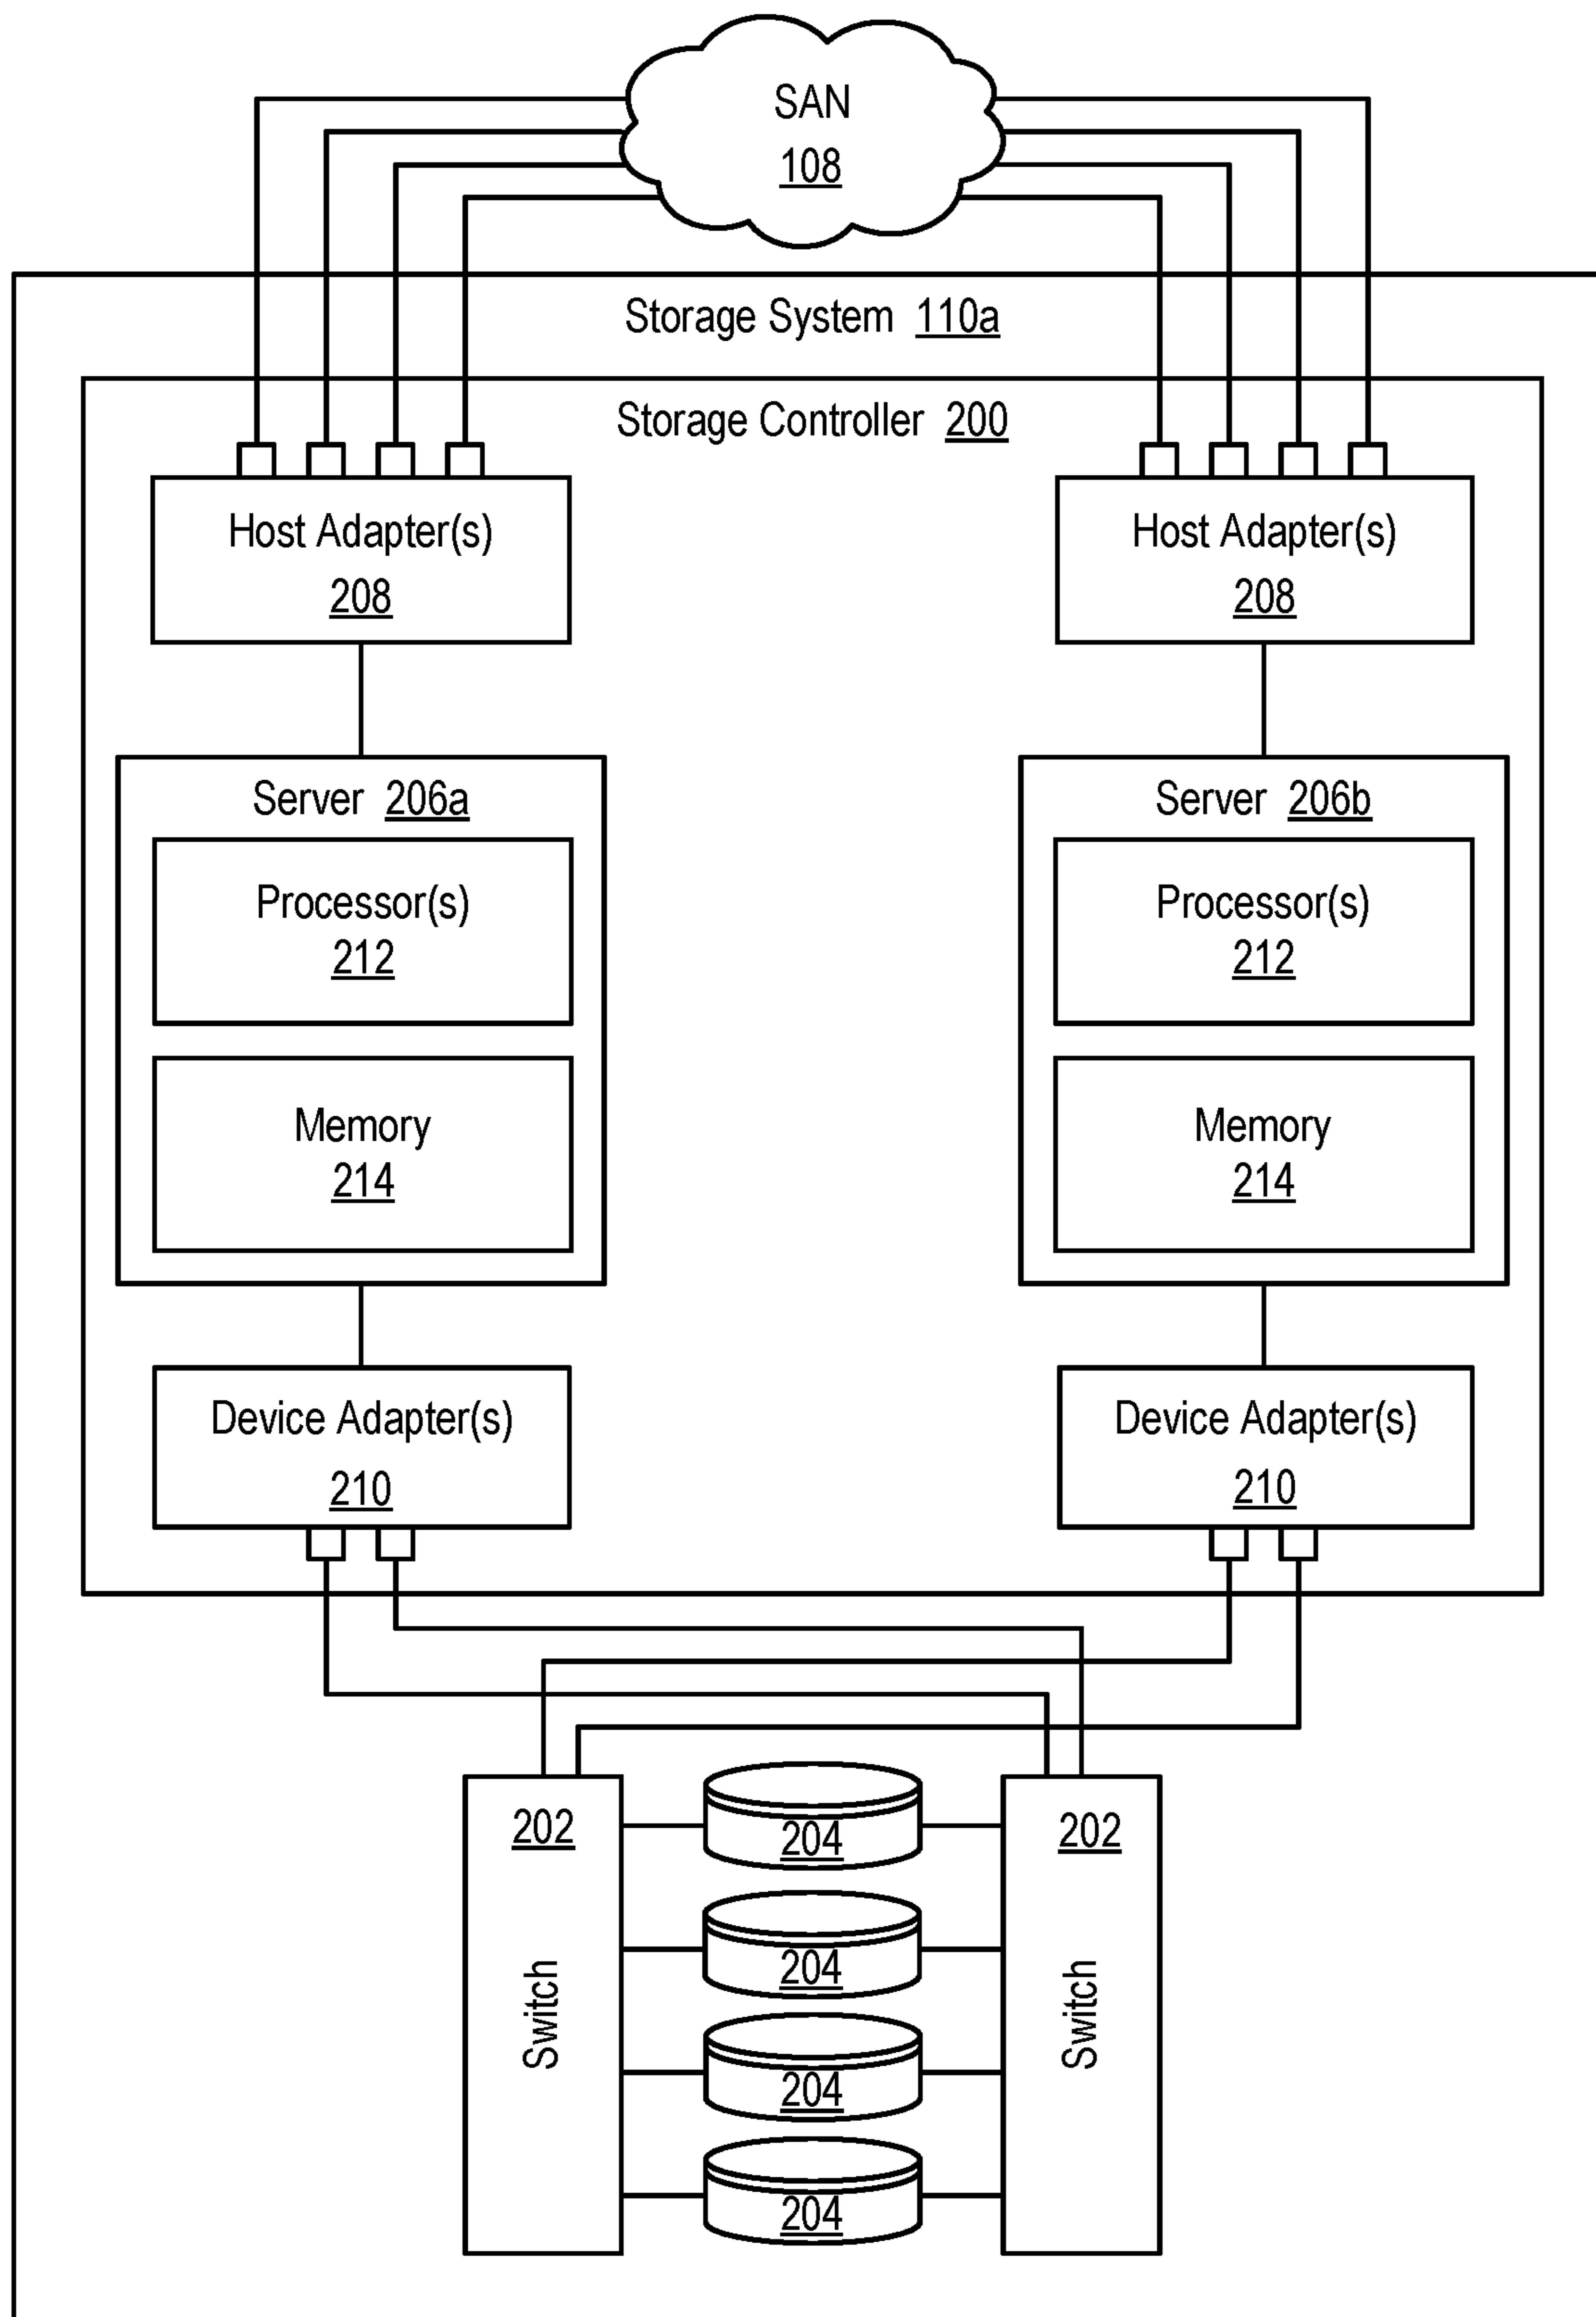 SAN
108
Storage System 110a
Storage Controller 200
Host Adapter(s)
208
Host Adapter(s)
208
Server 206a
Processor(s)
212
Memory
214
Server 206b
Processor(s)
212
Memory
214
Device Adapter(s)
210
Device Adapter(s)
210
202
Switch
204
204
204
204
202
Switch